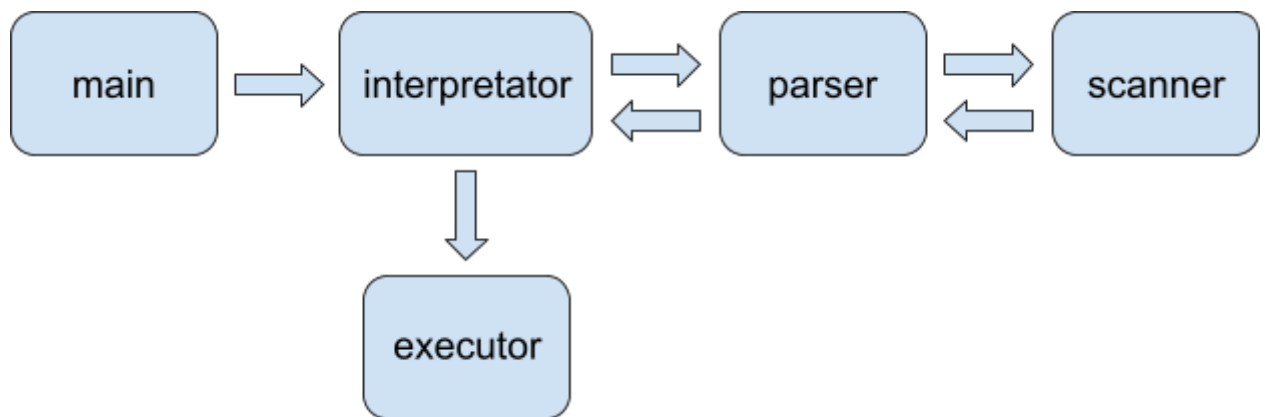 main
interpretator
parser
scanner
executor